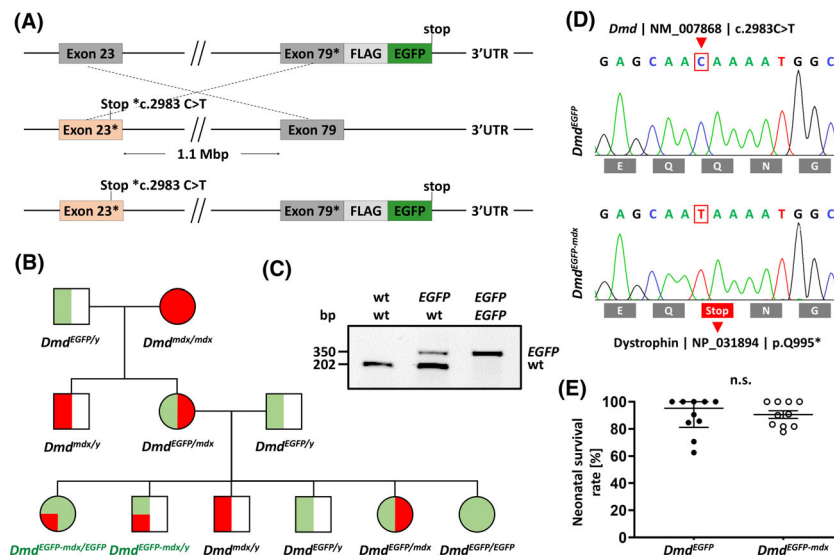 (A)
stop
Exon 23 // Exon 79* FLAG EGFP 3'UTR
Stop *c.2983 C>T
Exon 23* // Exon 79 3'UTR
1.1 Mbp
Stop *c.2983 C>T stop
Exon 23* // Exon 79* FLAG EGFP 3'UTR
(B)
Dmd^EGFP/y Dmd^mdx/mdx
Dmd^mdx/y Dmd^EGFP/mdx Dmd^EGFP/y
Dmd^EGFP-mdx/EGFP Dmd^EGFP-mdx/y Dmd^mdx/y Dmd^EGFP/y Dmd^EGFP/mdx Dmd^EGFP/EGFP
(C)
wt EGFP EGFP
bp wt wt EGFP
350 EGFP
202 wt
(D)
Dmd | NM_007868 | c.2983C>T
G A G C A A C A A A A T G G C
Dmd^EGFP
E Q Q N G
G A G C A A T A A A A T G G C
Dmd^EGFP-mdx
E Q Stop N G
Dystrophin | NP_031894 | p.Q995*
(E)
n.s.
Neonatal survival
rate [%]
100
80
60
40
20
0
Dmd^EGFP Dmd^EGFP-mdx